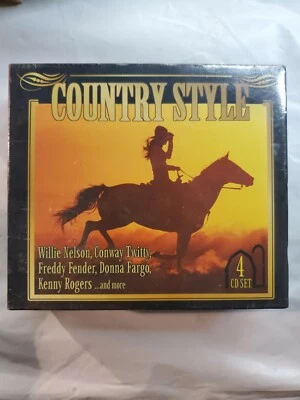 COUNTRY STYLE
Willie Nelson, Conway Twitty,
Freddy Fender, Donna Fargo,
Kenny Rogers ...and more
4
CD SET